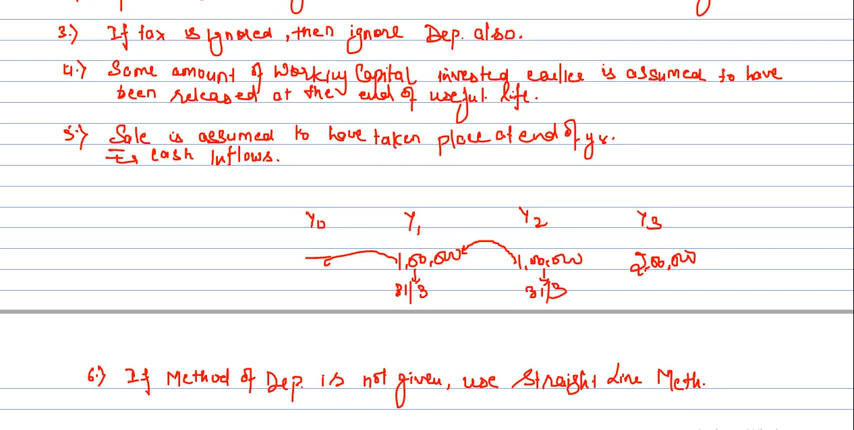 3.) If tax is ignored, then ignore Dep. also.
4.) Same amount of Working Capital invested earlier is assumed to have
been released at the end of useful life.
5.) Sale is assumed to have taken place at end of yr.
Cash Inflows.
Y0 Y1 Y2 Y3
1,00,000 1,00,000 2,00,000
31/3 31/3
6.) If Method of Dep. is not given, use Straight Line Meth.